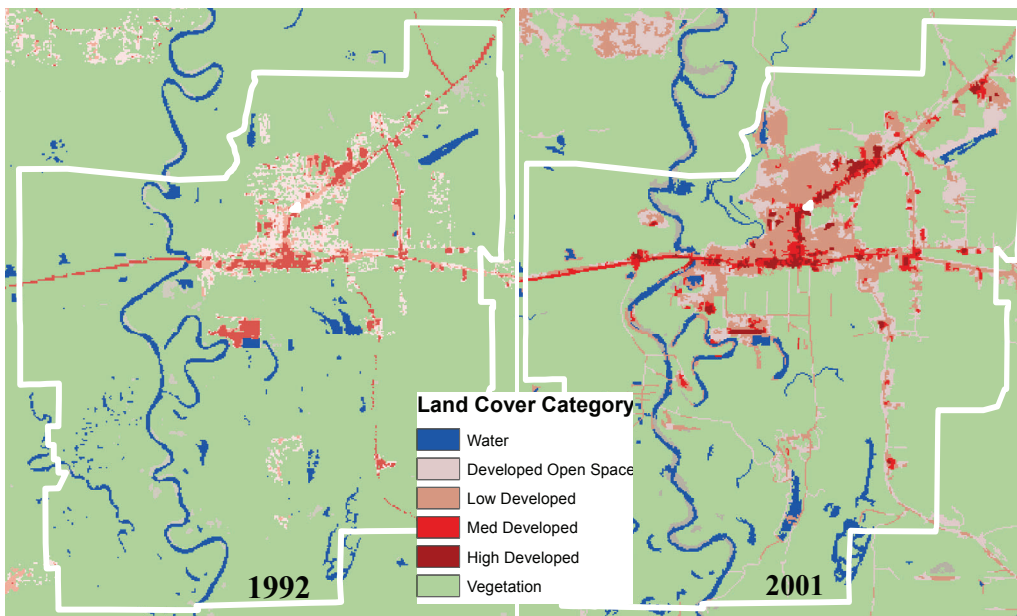 Land Cover Category
Water
Developed Open Space
Low Developed
Med Developed
High Developed
Vegetation
1992
2001